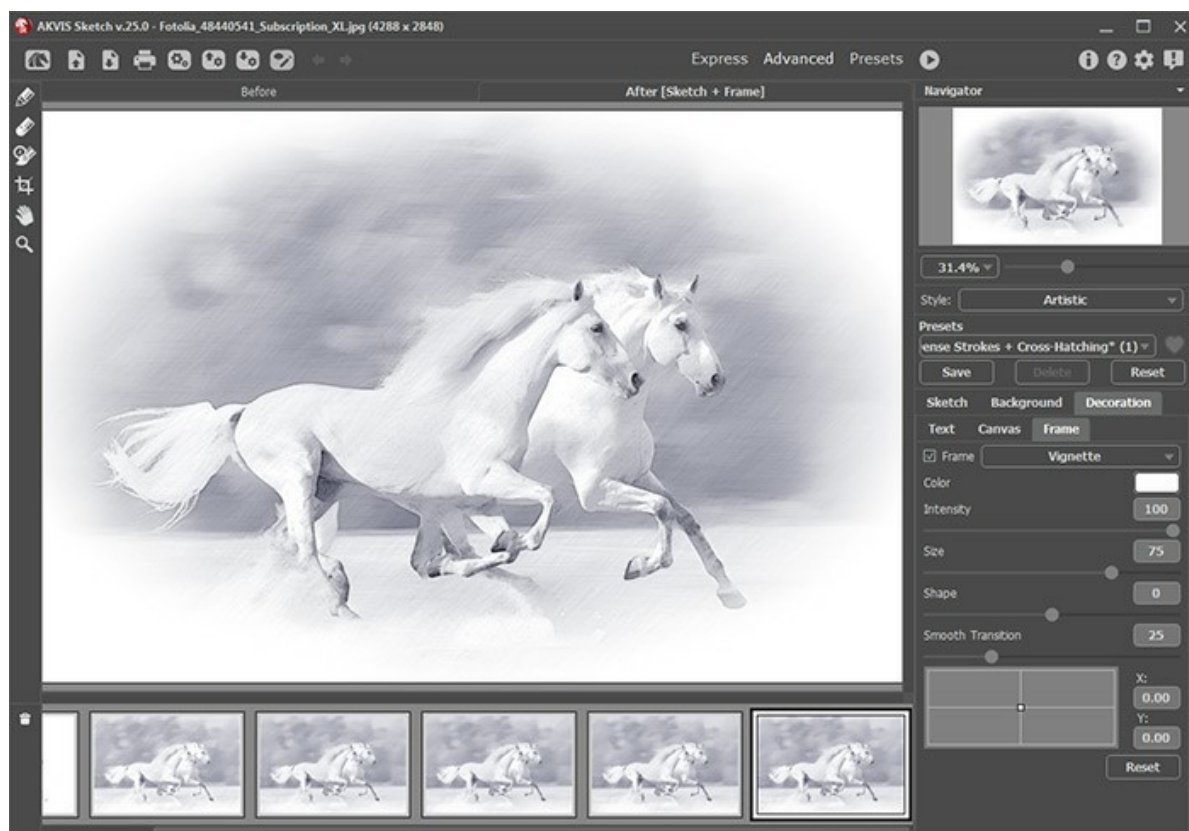 AKVIS Sketch v.25.0 - Fotolia_48440541_Subscription_XL.jpg (4288 x 2848)
Express Advanced Presets
Before
After [Sketch + Frame]
Navigator
31.4%
Style: Artistic
Presets
ense Strokes + Cross-Hatching* (1)
Save Delete Reset
Sketch Background Decoration
Text Canvas Frame
Frame Vignette
Color
Intensity 100
Size 75
Shape 0
Smooth Transition 25
X:
0.00
Y:
0.00
Reset